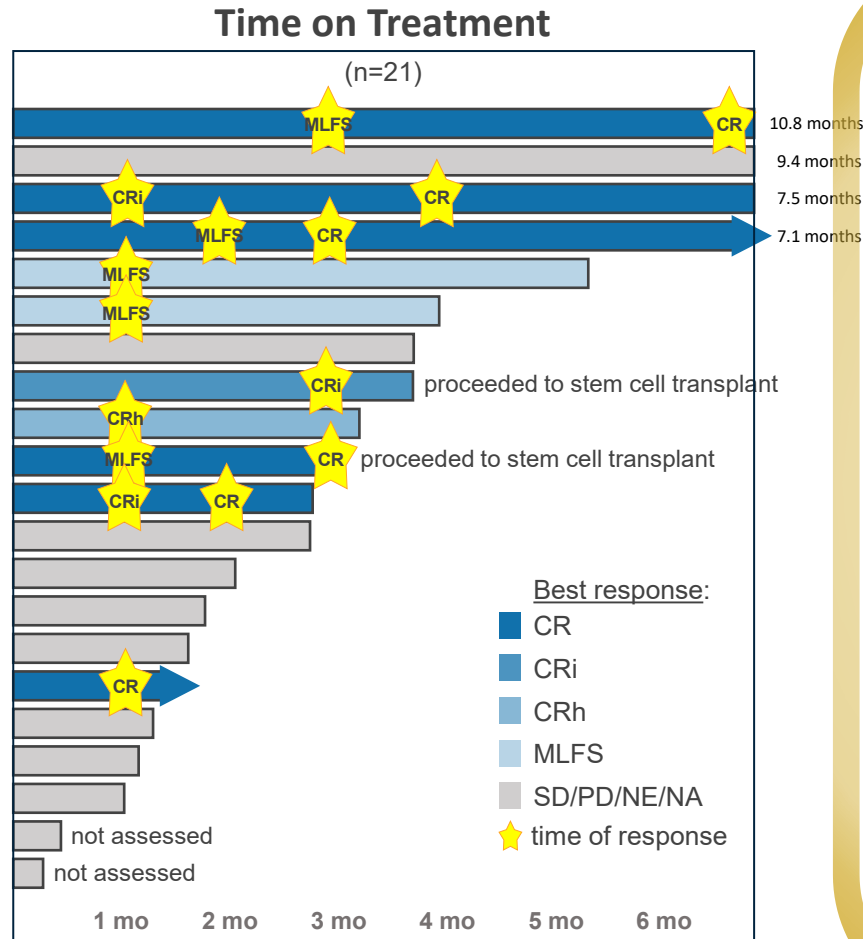 Time on Treatment
(n=21)
MLFS CR 10.8 months
9.4 months
CRi CR 7.5 months
MLFS CR 7.1 months
MLFS
MLFS
CRi proceeded to stem cell transplant
CRh
MLFS CR proceeded to stem cell transplant
CRi CR
Best response:
CR
CRi
CR
CRh
MLFS
SD/PD/NE/NA
not assessed time of response
not assessed
1 mo 2 mo 3 mo 4 mo 5 mo 6 mo